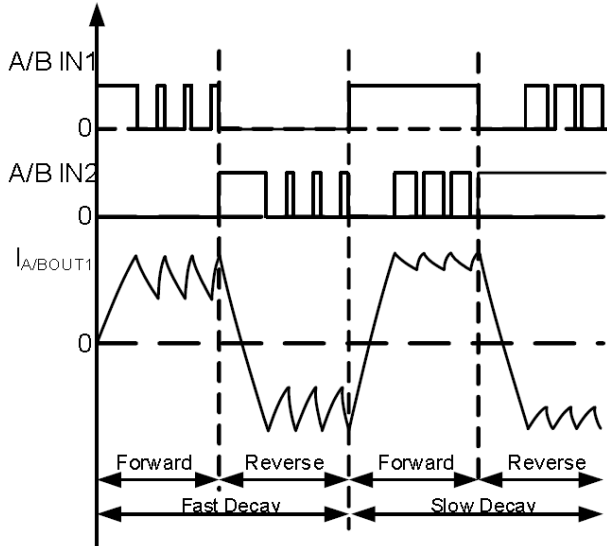 A/B IN1
0
A/B IN2
0
IA/BOUT1
0
Forward Reverse Forward Reverse
Fast Decay Slow Decay